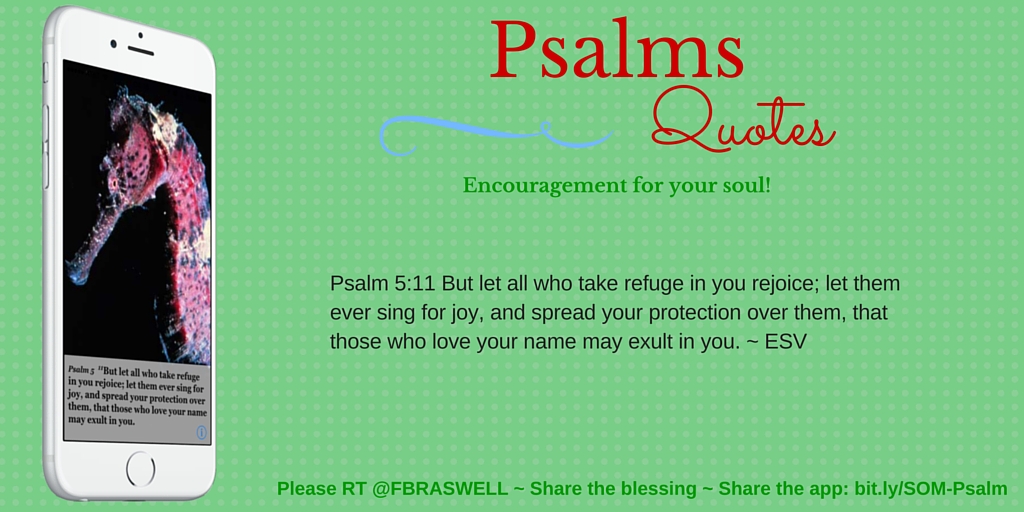 Psalms
Quotes
Encouragement for your soul!
Psalm 5:11 But let all who take refuge in you rejoice; let them
ever sing for joy, and spread your protection over them, that
those who love your name may exult in you. ~ ESV
Psalm 5 ¹¹But let all who take refuge
in you rejoice; let them ever sing for
joy, and spread your protection over
them, that those who love your name
may exult in you.
Please RT @FBRASWELL ~ Share the blessing ~ Share the app: bit.ly/SOM-Psalm